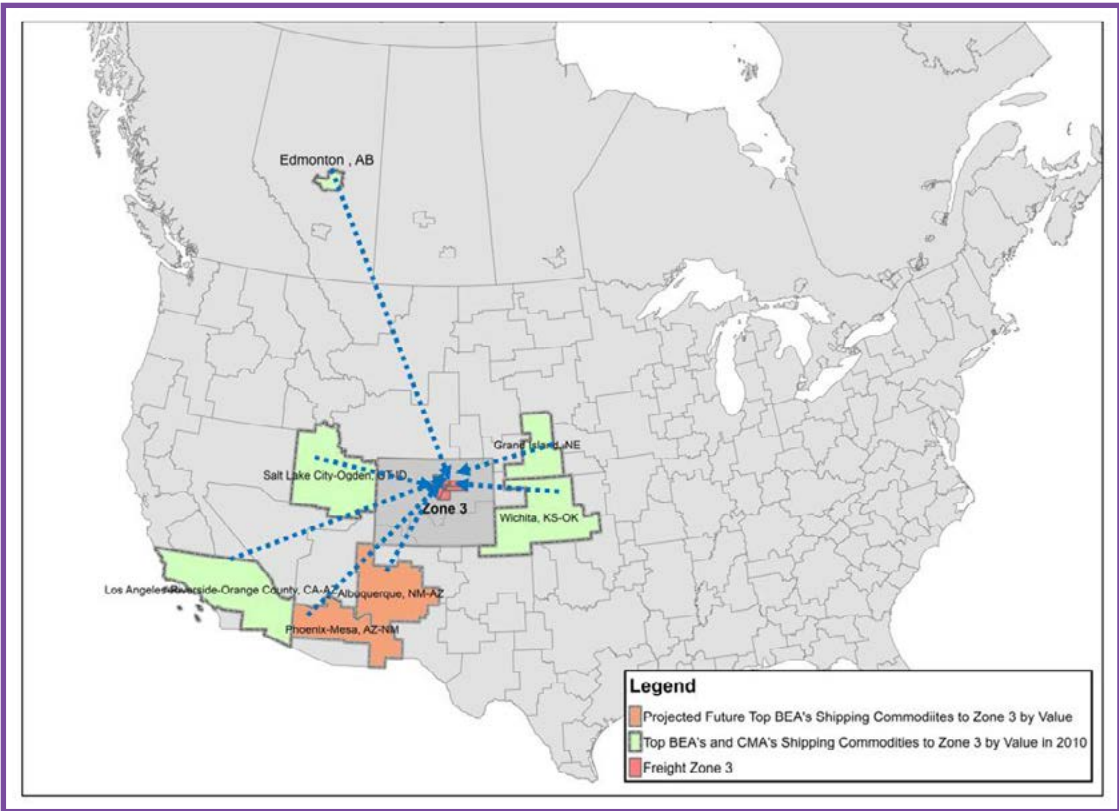 Edmonton , AB
Grand Island, NE
Salt Lake City-Ogden, UT-ID
Zone 3
Wichita, KS-OK
Los Angeles-Riverside-Orange County, CA-AZ
Albuquerque, NM-AZ
Phoenix-Mesa, AZ-NM
Legend
Projected Future Top BEA's Shipping Commodiites to Zone 3 by Value
Top BEA's and CMA's Shipping Commodities to Zone 3 by Value in 2010
Freight Zone 3